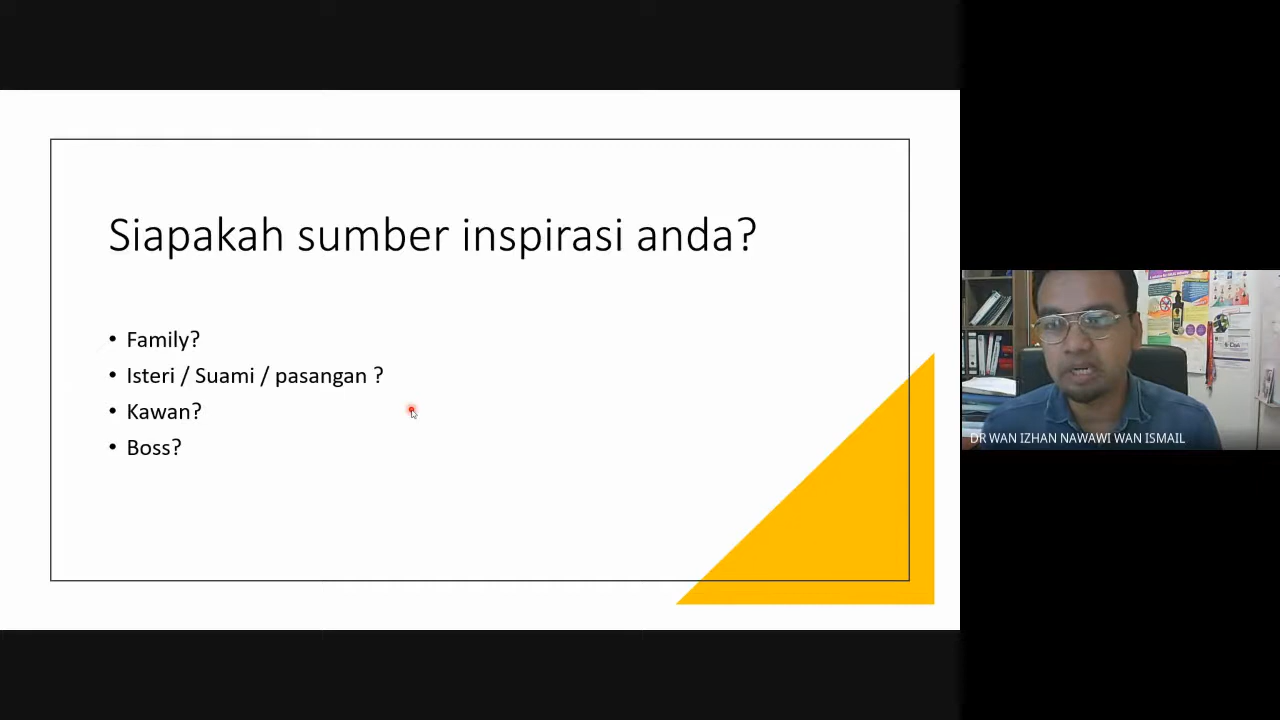 Siapakah sumber inspirasi anda?
• Family?
• Isteri / Suami / pasangan ?
• Kawan?
• Boss?
DR WAN IZHAN NAWAWI WAN ISMAIL